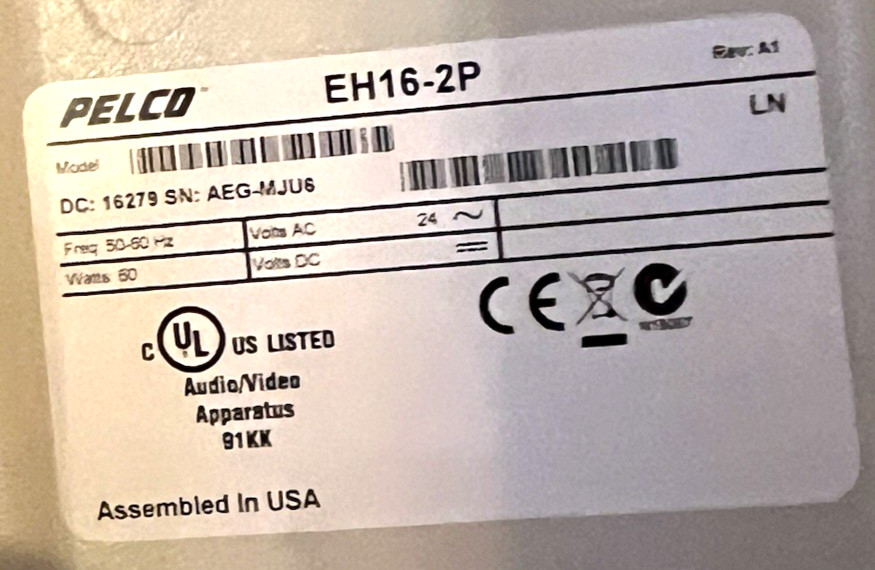 PELCO™ EH16-2P Rev: A1
LN
Model
DC: 16279 SN: AEG-MJU6
Freq 50-60 Hz Volts AC 24 ~
Watts 60 Volts DC
C UL US LISTED
Audio/Video
Apparatus
91KK
CE
Assembled In USA